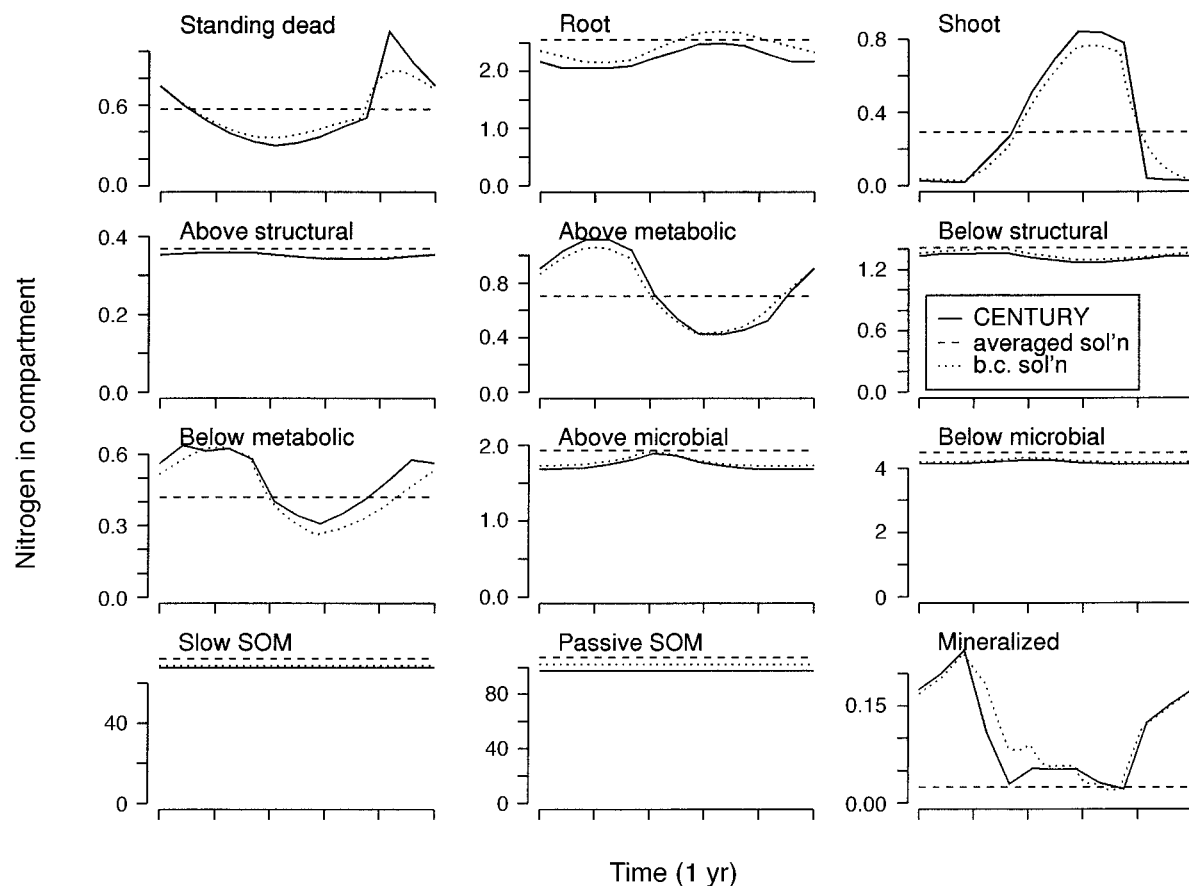 Standing dead
0.6
0.0
Root
2.0
1.0
0.0
Shoot
0.8
0.4
0.0
Above structural
0.4
0.2
0.0
Above metabolic
0.8
0.4
0.0
Below structural
1.2
0.6
0.0
CENTURY
averaged sol'n
b.c. sol'n
Below metabolic
0.6
0.3
0.0
Above microbial
2.0
1.0
0.0
Below microbial
4
2
0
Slow SOM
40
0
Passive SOM
80
40
0
Mineralized
0.15
0.00
Nitrogen in compartment
Time (1 yr)